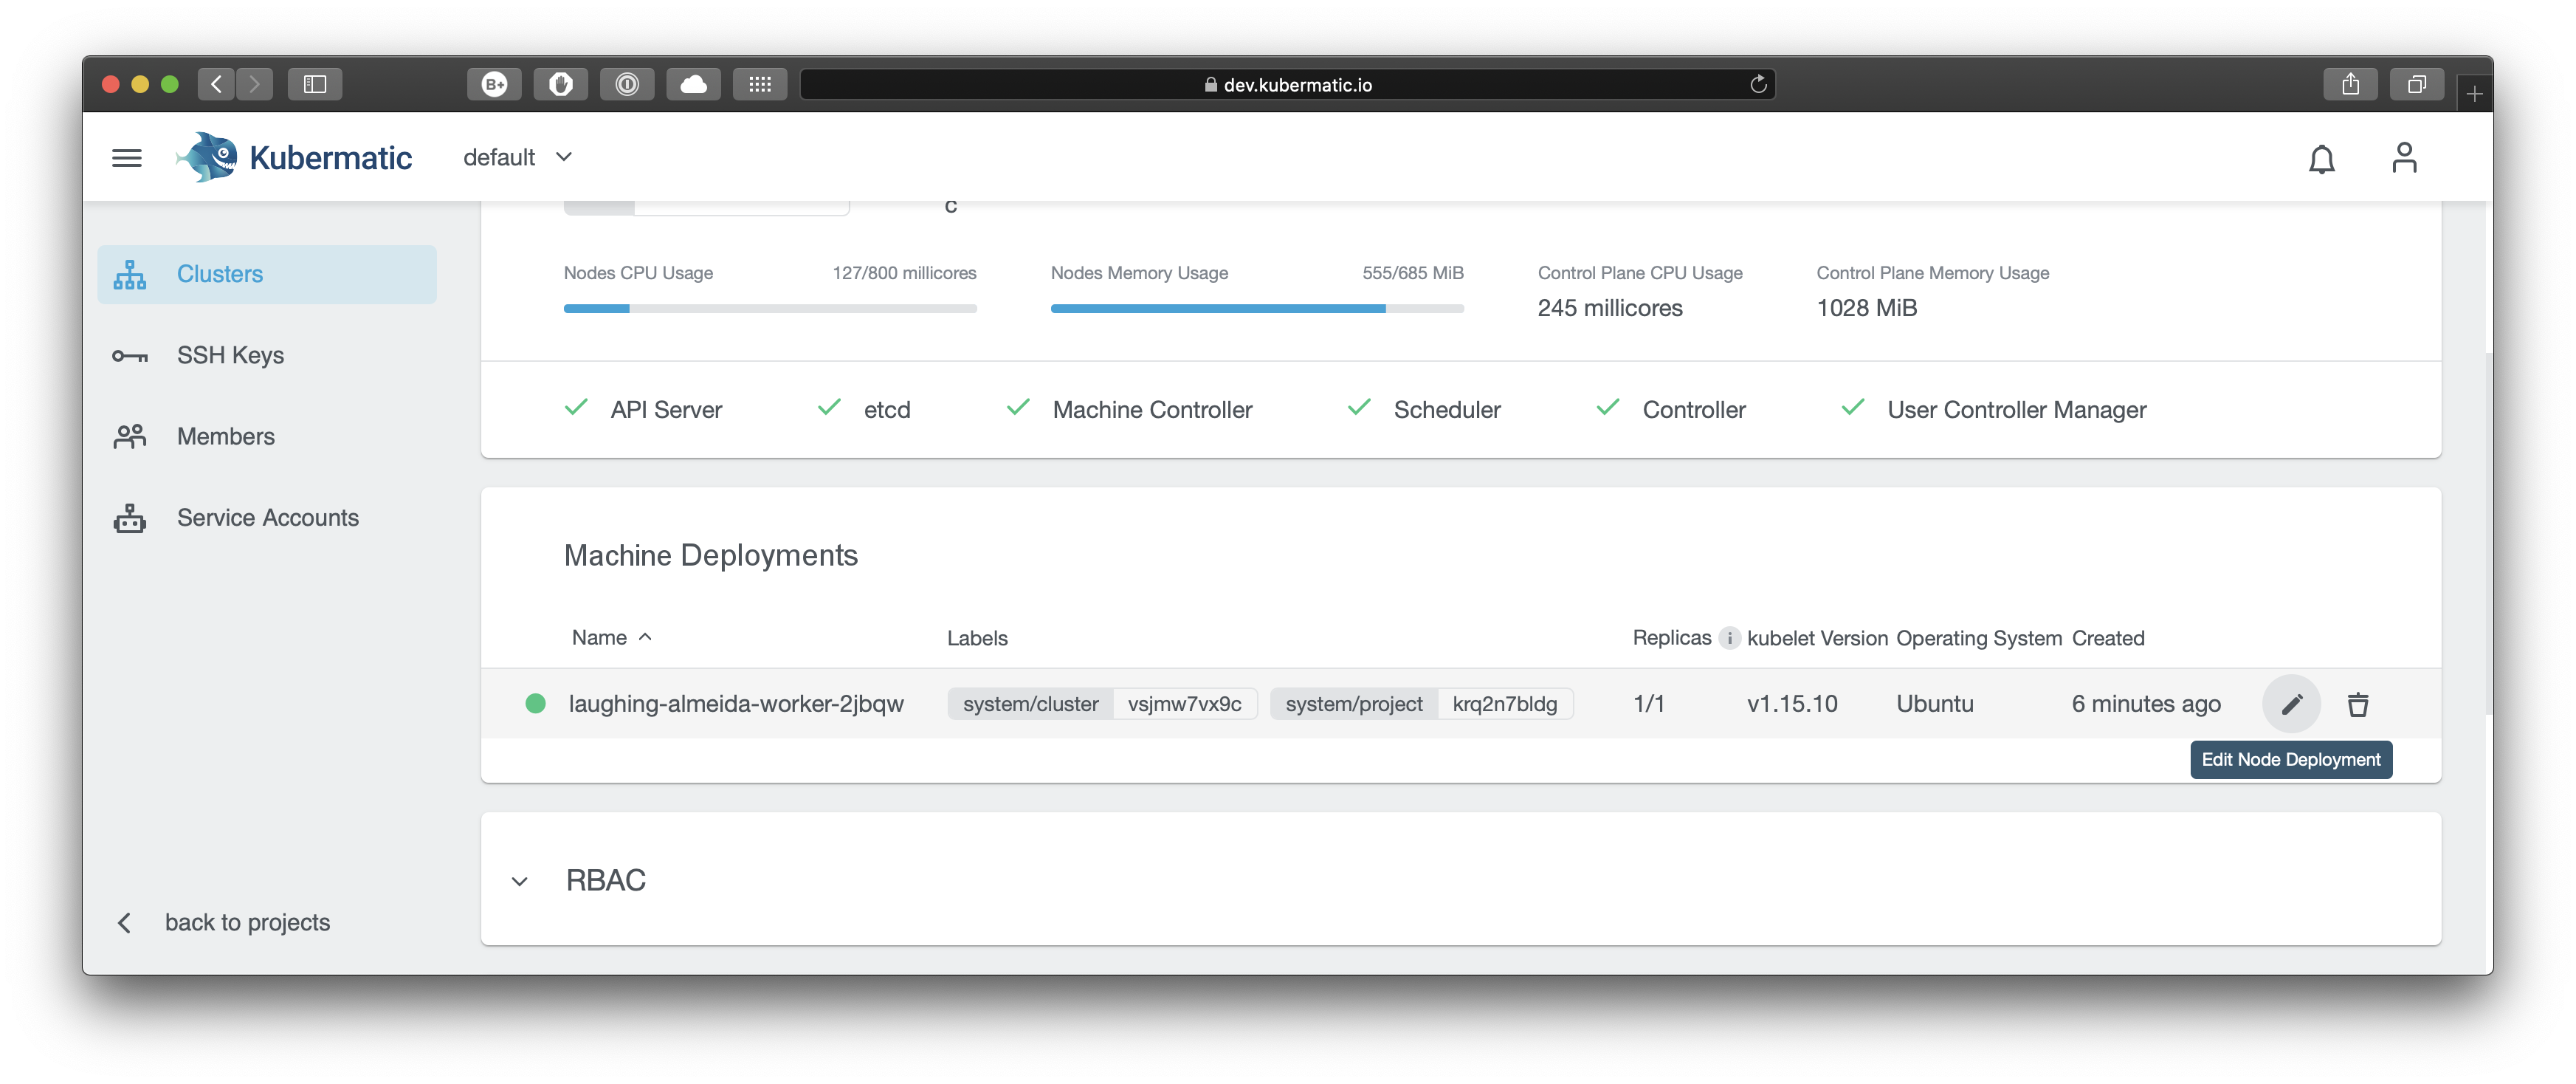 B+
dev.kubermatic.io
Kubermatic default
c
Clusters
SSH Keys
Members
Service Accounts
back to projects
Nodes CPU Usage 127/800 millicores
Nodes Memory Usage 555/685 MiB
Control Plane CPU Usage
245 millicores
Control Plane Memory Usage
1028 MiB
API Server etcd Machine Controller Scheduler Controller User Controller Manager
Machine Deployments
Name Labels Replicas i kubelet Version Operating System Created
laughing-almeida-worker-2jbqw system/cluster vsjmw7vx9c system/project krq2n7bldg 1/1 v1.15.10 Ubuntu 6 minutes ago
Edit Node Deployment
RBAC